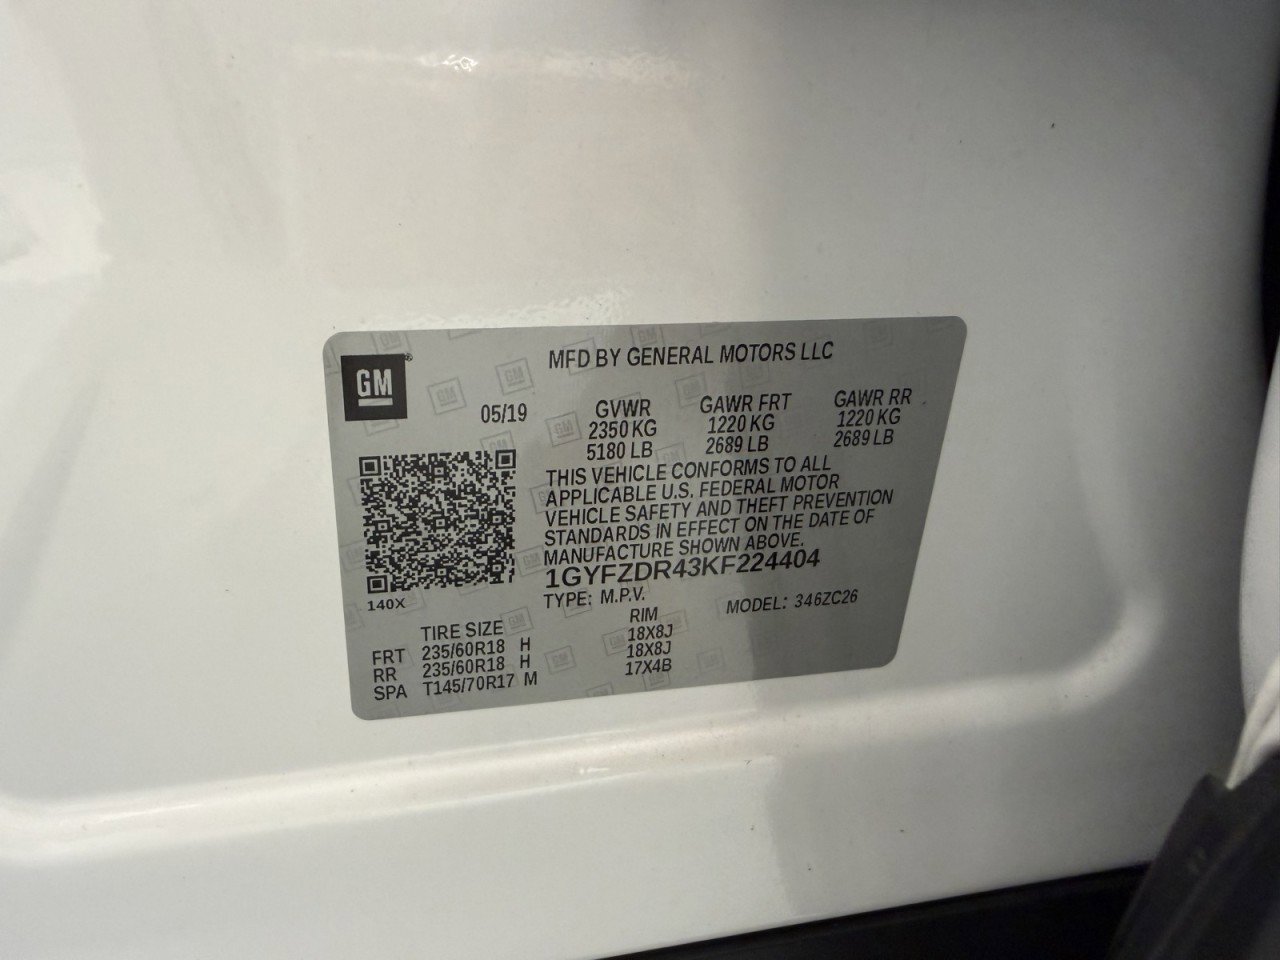 GM®
MFD BY GENERAL MOTORS LLC
05/19
GVWR GAWR FRT GAWR RR
2350 KG 1220 KG 1220 KG
5180 LB 2689 LB 2689 LB
THIS VEHICLE CONFORMS TO ALL
APPLICABLE U.S. FEDERAL MOTOR
VEHICLE SAFETY AND THEFT PREVENTION
STANDARDS IN EFFECT ON THE DATE OF
MANUFACTURE SHOWN ABOVE.
1GYFZDR43KF224404
TYPE: M.P.V. MODEL: 346ZC26
140X
TIRE SIZE RIM
FRT 235/60R18 H 18X8J
RR 235/60R18 H 18X8J
SPA T145/70R17 M 17X4B